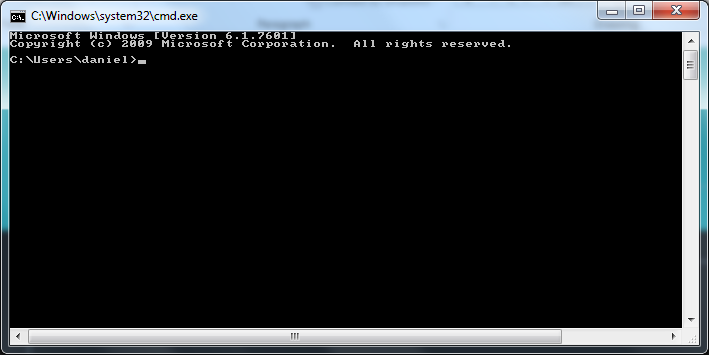 C:\Windows\system32\cmd.exe
Microsoft Windows [Version 6.1.7601]
Copyright (c) 2009 Microsoft Corporation.  All rights reserved.
C:\Users\daniel>